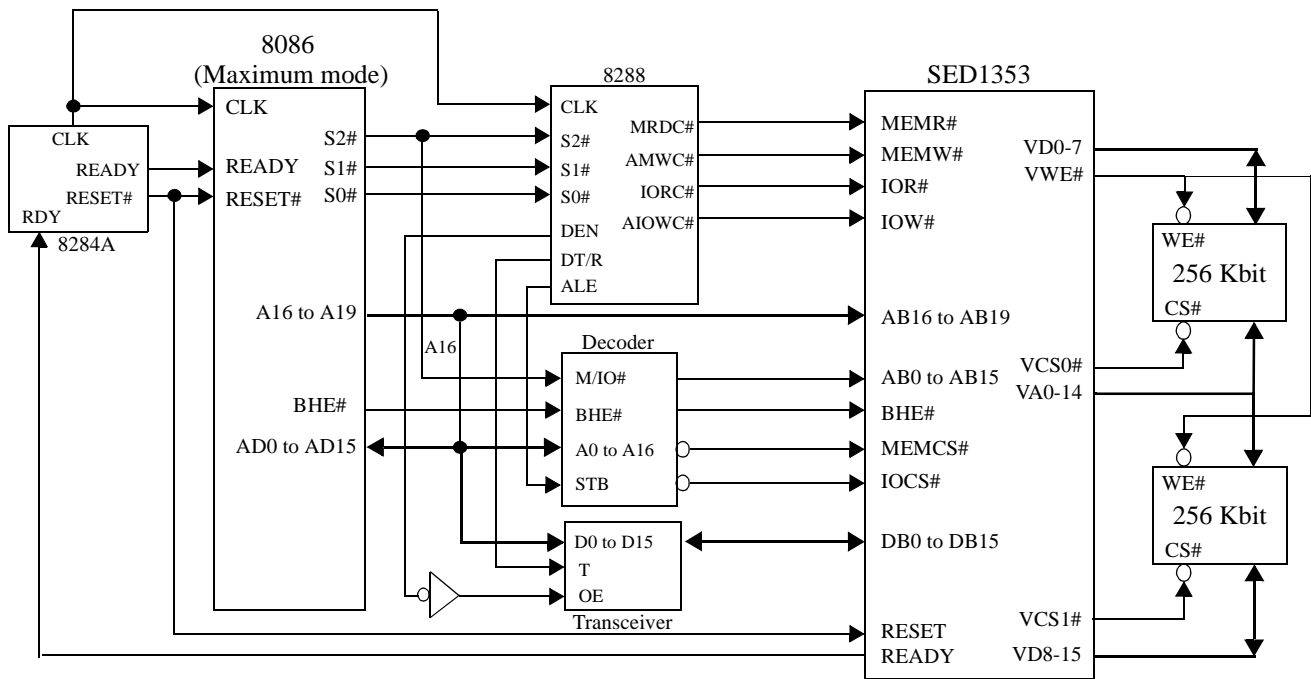 8086
(Maximum mode)
8288
SED1353
CLK
READY
RESET#
RDY
8284A
CLK
READY
RESET#
S2#
S1#
S0#
A16 to A19
A16
BHE#
AD0 to AD15
CLK
S2#
S1#
S0#
DEN
DT/R
ALE
MRDC#
AMWC#
IORC#
AIOWC#
Decoder
M/IO#
BHE#
A0 to A16
STB
D0 to D15
T
OE
Transceiver
MEMR#
MEMW#
IOR#
IOW#
AB16 to AB19
AB0 to AB15
BHE#
MEMCS#
IOCS#
DB0 to DB15
RESET
READY
VD0-7
VWE#
VCS0#
VA0-14
VCS1#
VD8-15
WE#
256 Kbit
CS#
WE#
256 Kbit
CS#